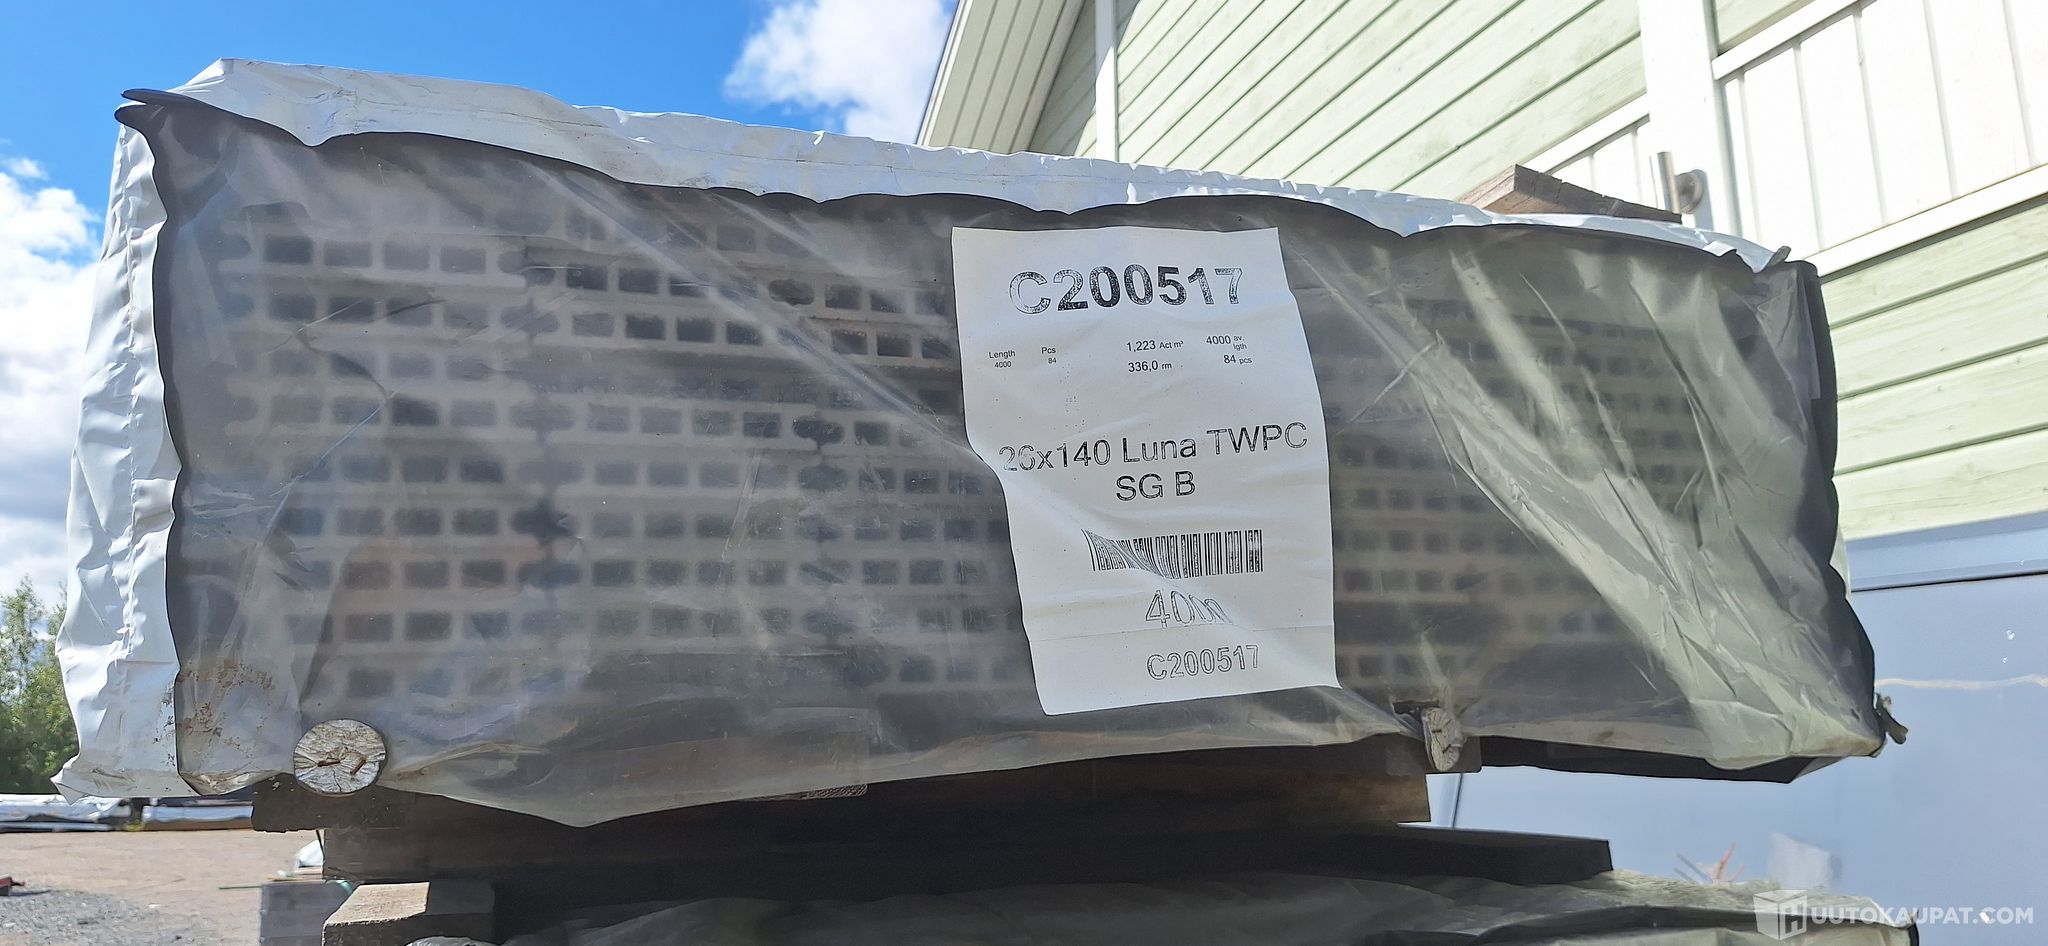 C200517
Length Pcs 1,223 Act m³ 4000 av. lgth
4000 84 336,0 rm 84 pcs
26x140 Luna TWPC
SG B
C200517
HUUTOKAUPAT.COM